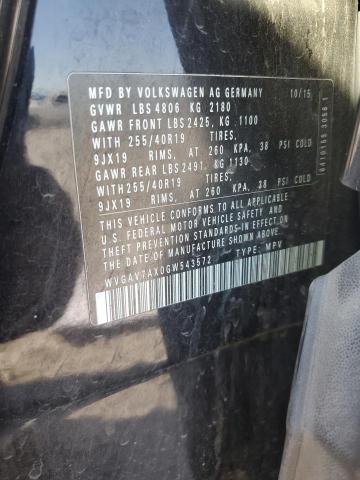 MFD BY VOLKSWAGEN AG GERMANY 10/15
GVWR LBS 4806 KG 2180
GAWR FRONT LBS 2425, KG 1100
WITH 255/40R19 TIRES,
9JX19 RIMS, AT 260 KPA, 38 PSI COLD
GAWR REAR LBS 2491, KG 1130
WITH 255/40R19 TIRES,
9JX19 RIMS, AT 260 KPA, 38 PSI COLD
THIS VEHICLE CONFORMS TO ALL APPLICABLE
U.S. FEDERAL MOTOR VEHICLE SAFETY
STANDARDS IN EFFECT ON THE
DATE OF MANUFACTURE SHOWN ABOVE.
WVGAV7AX0GW543572 TYPE: MPV